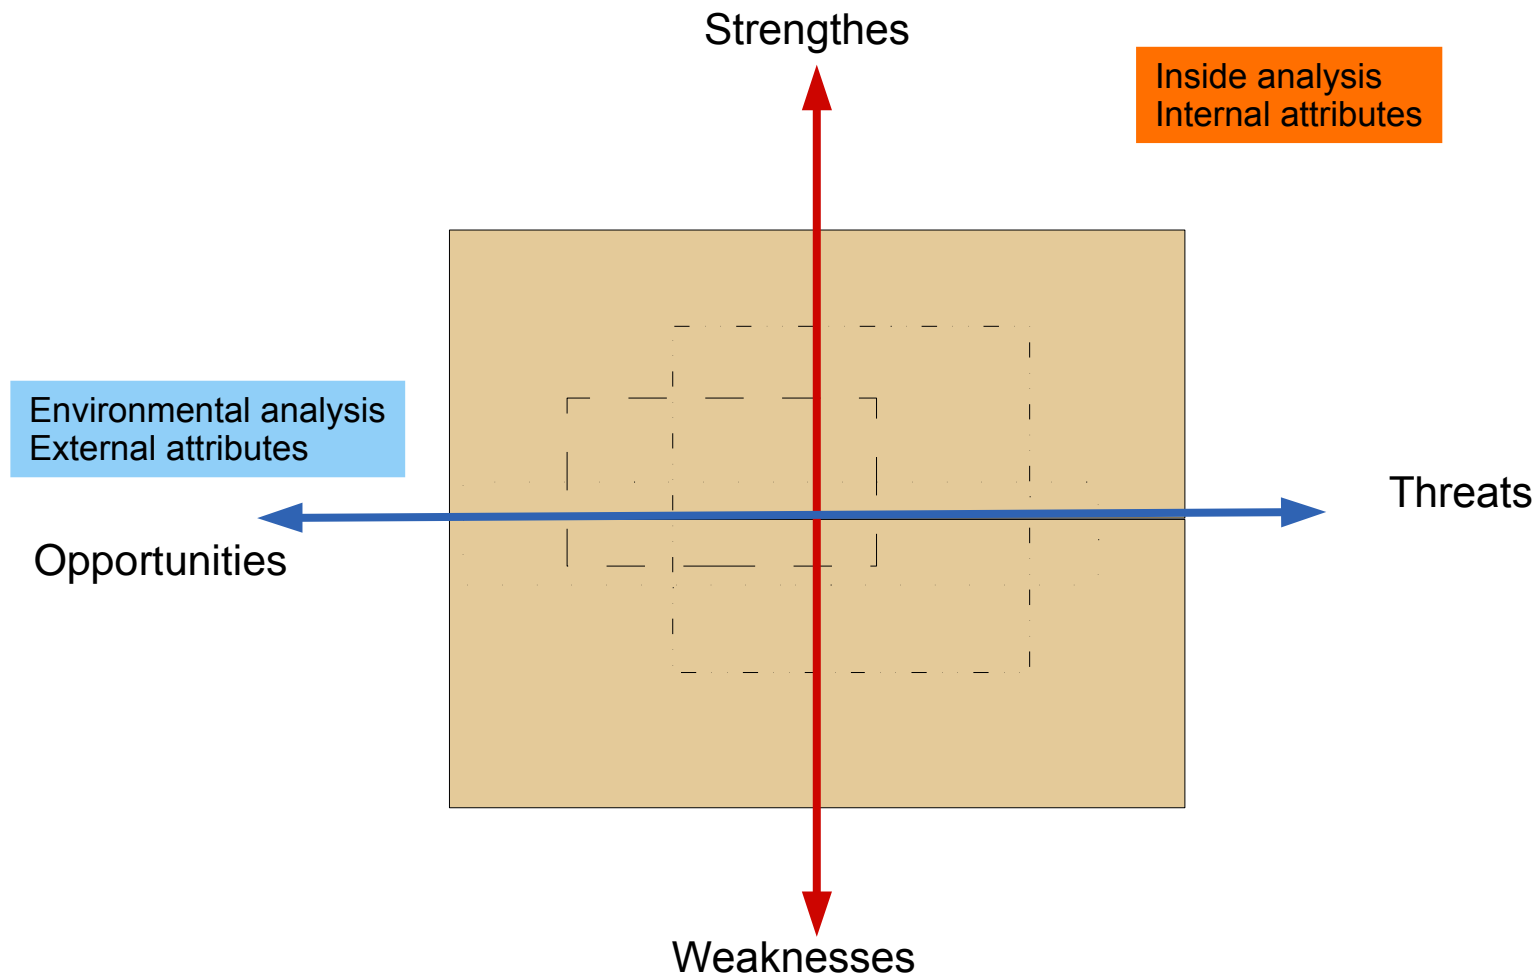 Strengthes
Inside analysis
Internal attributes
Environmental analysis
External attributes
Threats
Opportunities
Weaknesses